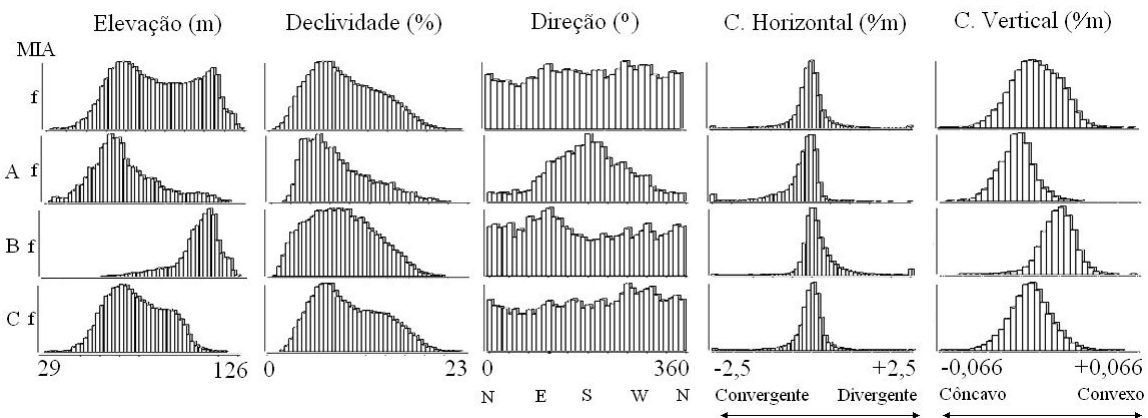 Elevação (m) Declividade (%) Direção (º) C. Horizontal (º/m) C. Vertical (º/m)
MIA
f
A f
B f
C f
29 126 0 23 0 360 -2,5 +2,5 -0,066 +0,066
N E S W N Convergente Divergente Côncavo Convexo